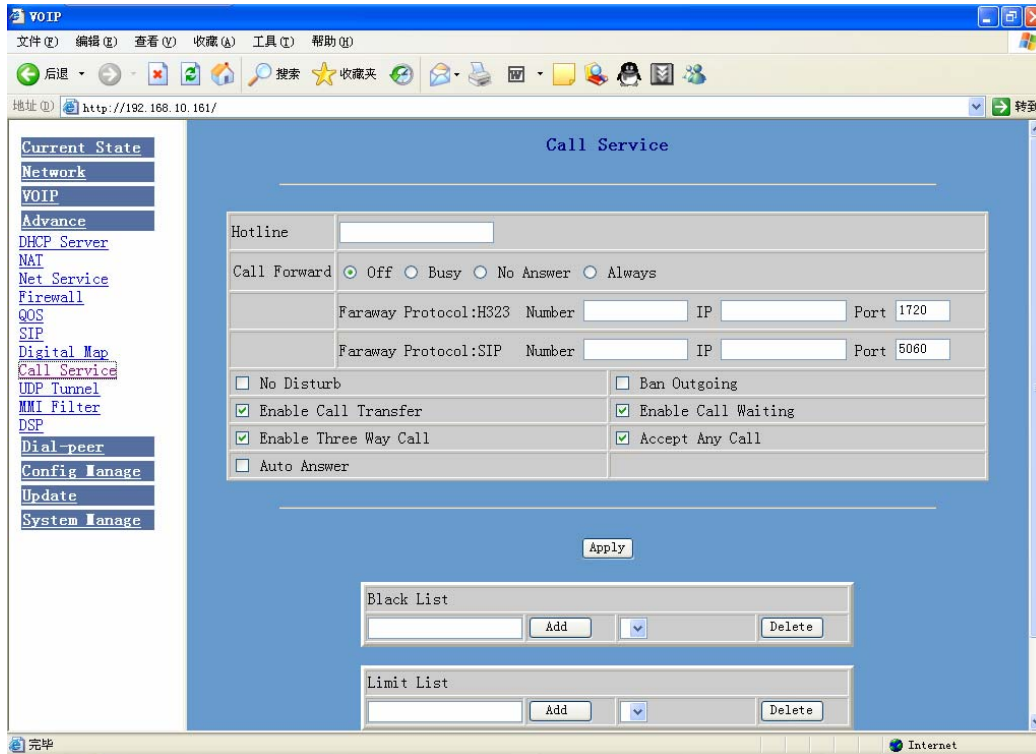 VOIP
文件(F) 编辑(E) 查看(V) 收藏(A) 工具(T) 帮助(H)
后退 搜索 收藏夹
地址(D) http://192.168.10.161/ 转到
Current State
Network
VOIP
Advance
DHCP Server
NAT
Net Service
Firewall
QOS
SIP
Digital Map
Call Service
UDP Tunnel
MMI Filter
DSP
Dial-peer
Config Manage
Update
System Manage
Call Service
Hotline
Call Forward Off Busy No Answer Always
Faraway Protocol:H323 Number IP Port 1720
Faraway Protocol:SIP Number IP Port 5060
No Disturb Ban Outgoing
Enable Call Transfer Enable Call Waiting
Enable Three Way Call Accept Any Call
Auto Answer
Apply
Black List
Add Delete
Limit List
Add Delete
完毕 Internet